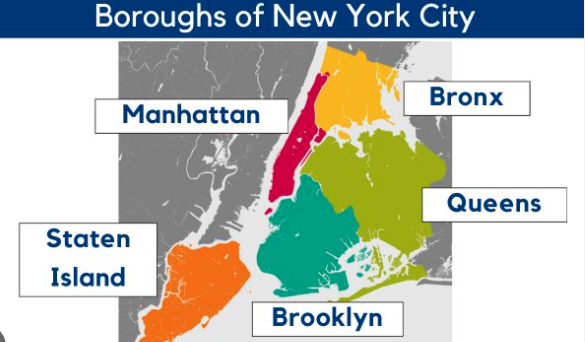 Boroughs of New York City
Manhattan
Bronx
Queens
Staten
Island
Brooklyn